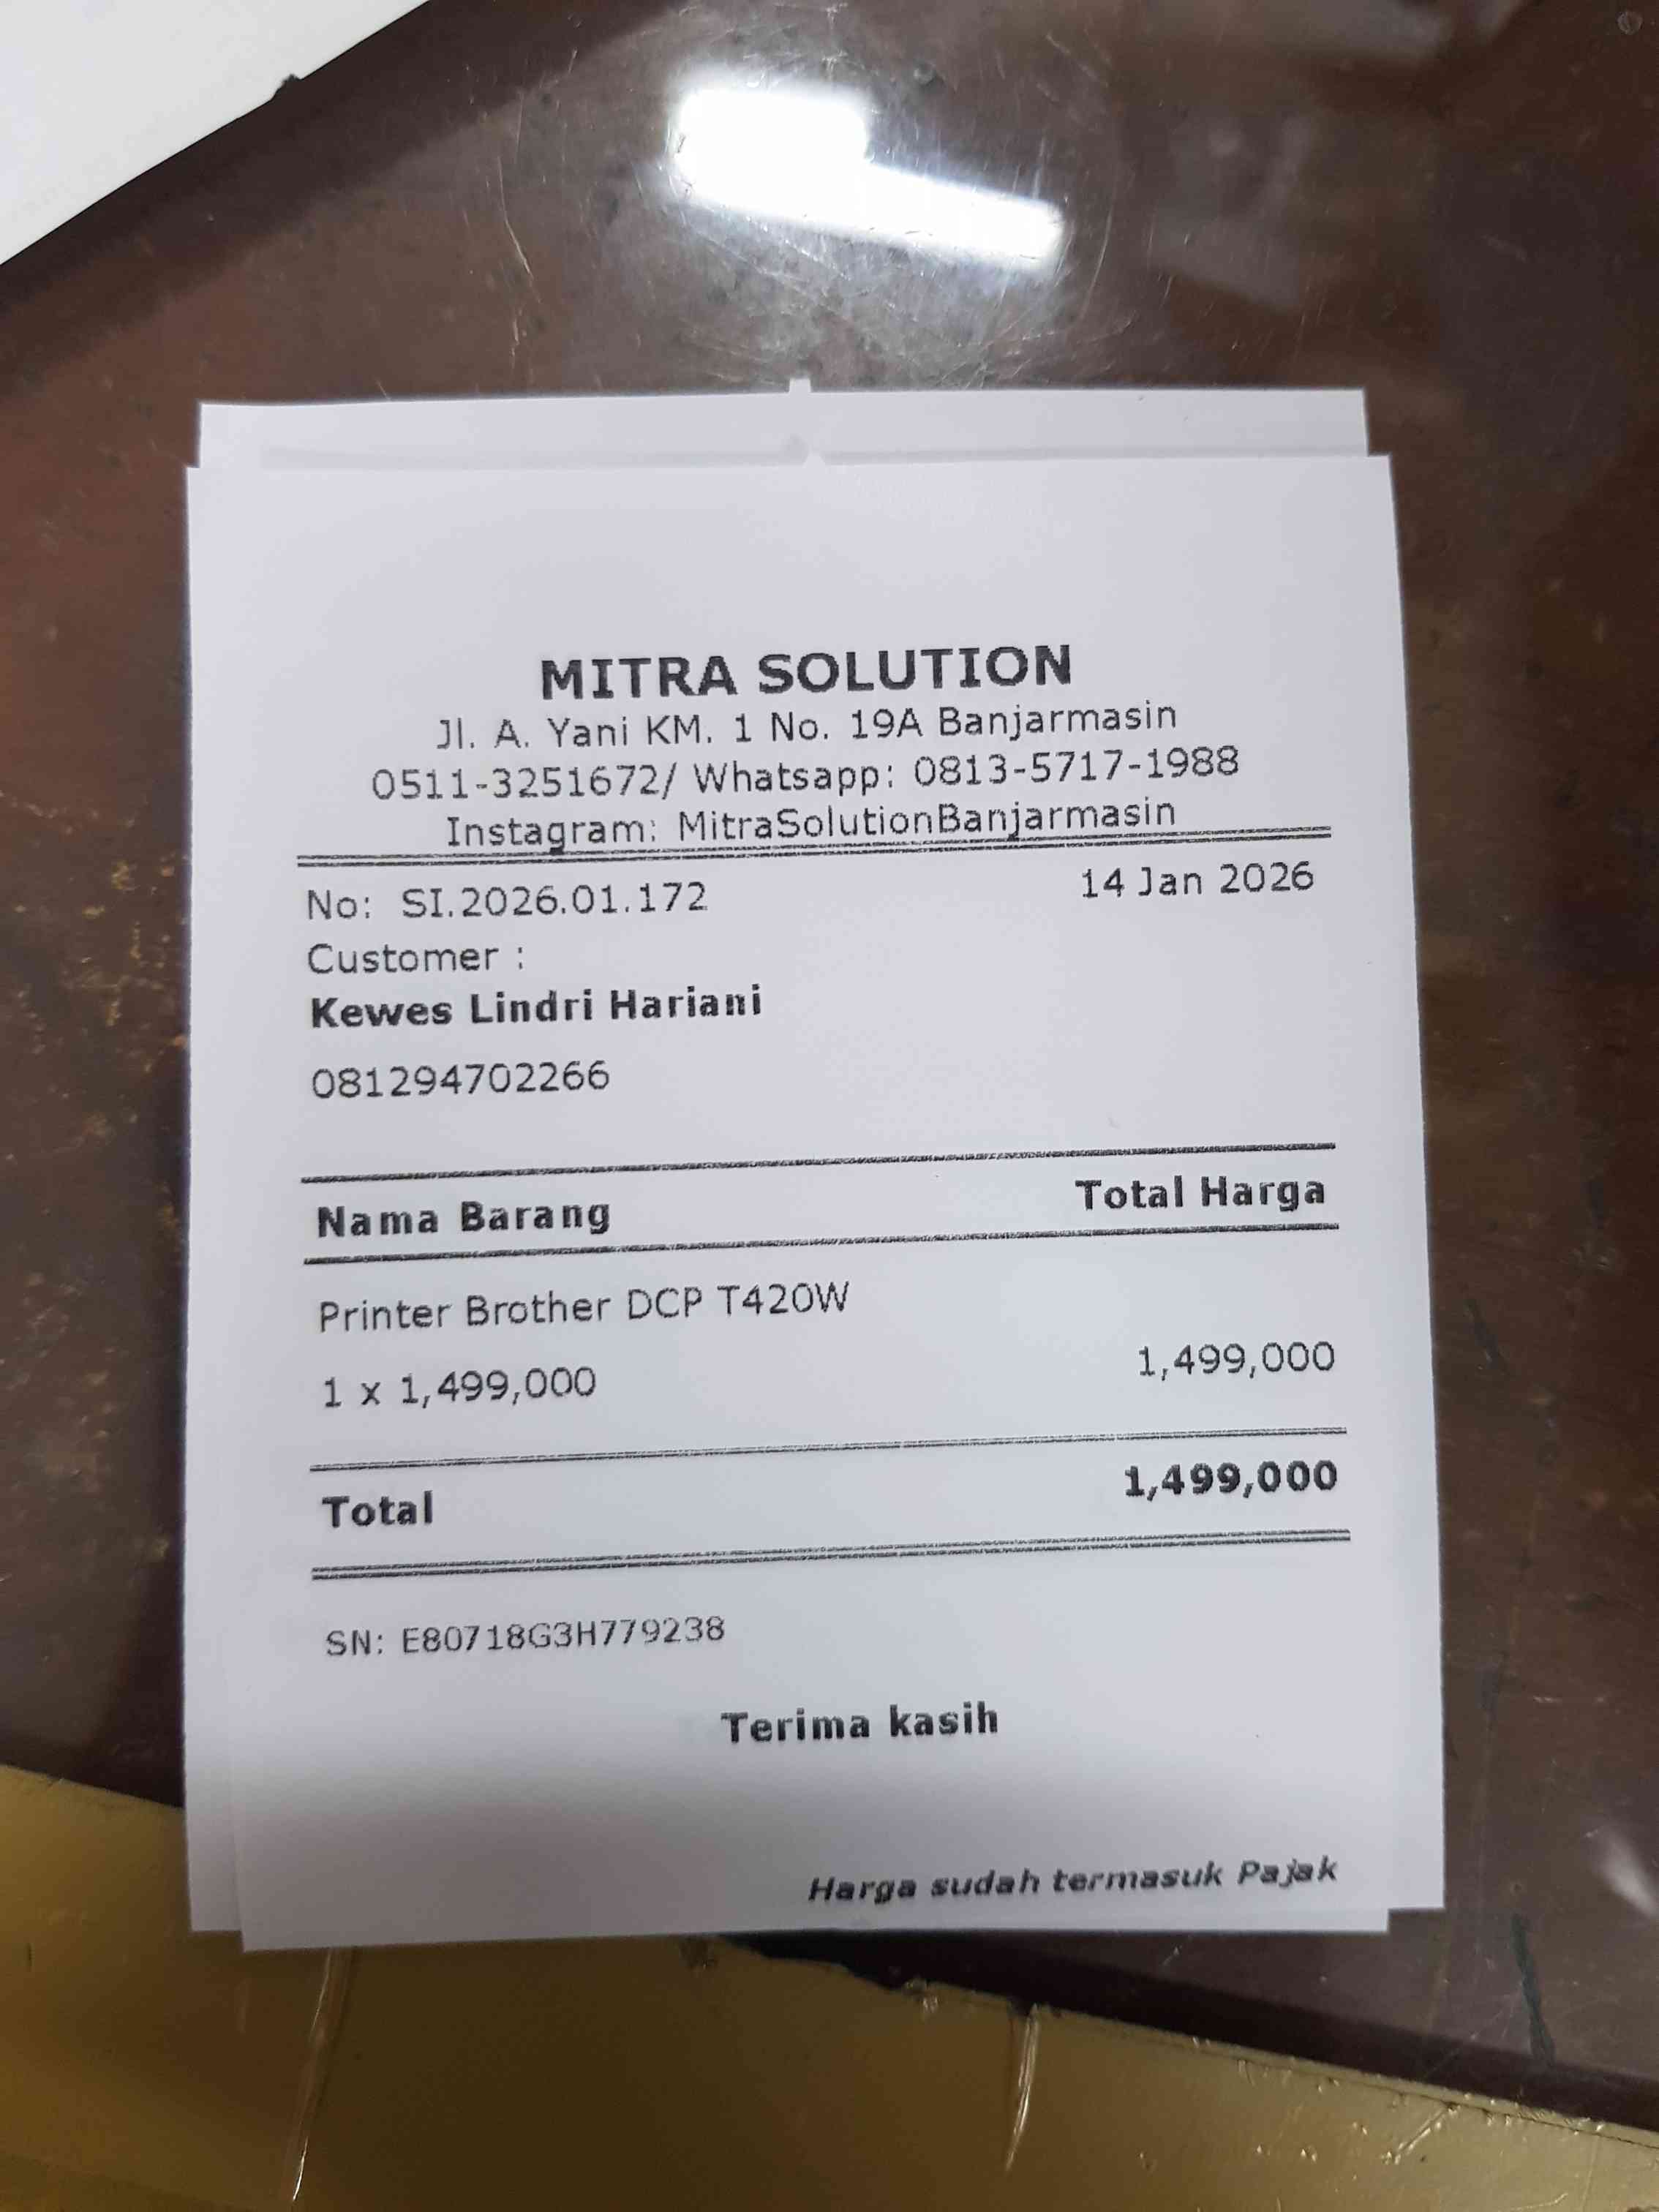 MITRA SOLUTION
Jl. A. Yani KM. 1 No. 19A Banjarmasin
0511-3251672/ Whatsapp: 0813-5717-1988
Instagram: MitraSolutionBanjarmasin
No: SI.2026.01.172 14 Jan 2026
Customer :
Kewes Lindri Hariani
081294702266
Nama Barang Total Harga
Printer Brother DCP T420W
1 x 1,499,000 1,499,000
Total 1,499,000
SN: E80718G3H779238
Terima kasih
Harga sudah termasuk Pajak